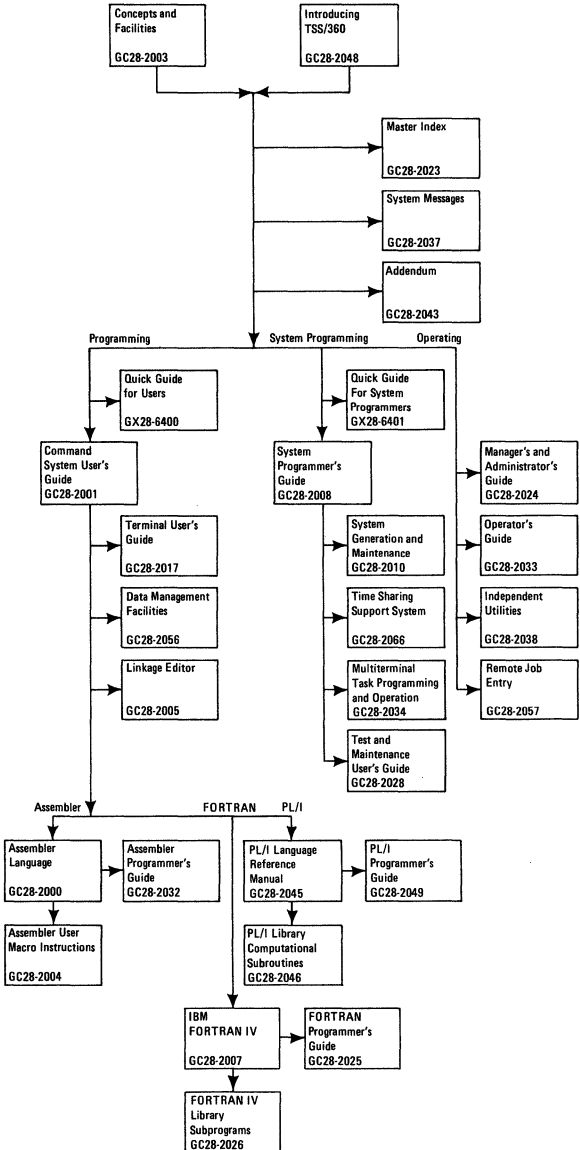 Concepts and
Facilities
GC28-2003
Introducing
TSS/360
GC28-2048
Master Index
GC28-2023
System Messages
GC28-2037
Addendum
GC28-2043
Programming
System Programming
Operating
Quick Guide
for Users
GX28-6400
Quick Guide
For System
Programmers
GX28-6401
Command
System User's
Guide
GC28-2001
System
Programmer's
Guide
GC28-2008
Manager's and
Administrator's
Guide
GC28-2024
Terminal User's
Guide
GC28-2017
System
Generation and
Maintenance
GC28-2010
Operator's
Guide
GC28-2033
Data Management
Facilities
GC28-2056
Time Sharing
Support System
GC28-2066
Independent
Utilities
GC28-2038
Linkage Editor
GC28-2005
Multiterminal
Task Programming
and Operation
GC28-2034
Remote Job
Entry
GC28-2057
Test and
Maintenance
User's Guide
GC28-2028
Assembler
FORTRAN
PL/I
Assembler
Language
GC28-2000
Assembler
Programmer's
Guide
GC28-2032
PL/I Language
Reference
Manual
GC28-2045
PL/I
Programmer's
Guide
GC28-2049
Assembler User
Macro Instructions
GC28-2004
PL/I Library
Computational
Subroutines
GC28-2046
IBM
FORTRAN IV
GC28-2007
FORTRAN
Programmer's
Guide
GC28-2025
FORTRAN IV
Library
Subprograms
GC28-2026